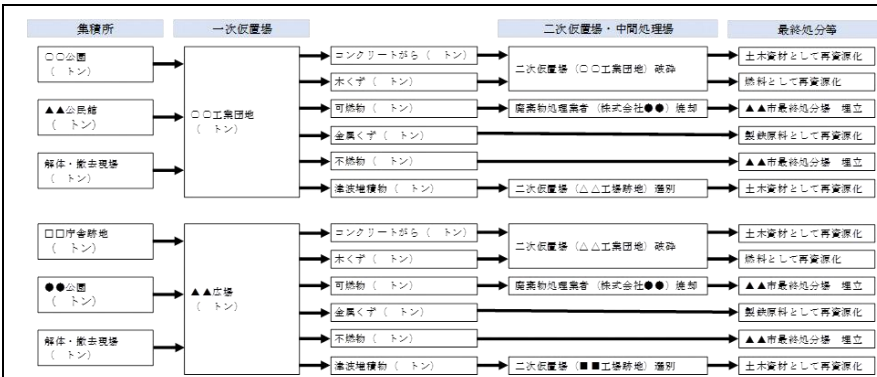 集積所　一次仮置場　二次仮置場・中間処理場　最終処分等
○○公園
（　トン）
▲▲公民館
（　トン）
解体・撤去現場
（　トン）
○○工業団地
（　トン）
コンクリートがら（　トン）
木くず（　トン）
可燃物（　トン）
金属くず（　トン）
不燃物（　トン）
津波堆積物（　トン）
二次仮置場（○○工業団地）破砕
廃棄物処理業者（株式会社●●）焼却
二次仮置場（△△工場跡地）選別
土木資材として再資源化
燃料として再資源化
▲▲市最終処分場　埋立
製鉄原料として再資源化
▲▲市最終処分場　埋立
土木資材として再資源化
□□庁舎跡地
（　トン）
●●公園
（　トン）
解体・撤去現場
（　トン）
▲▲広場
（　トン）
コンクリートがら（　トン）
木くず（　トン）
可燃物（　トン）
金属くず（　トン）
不燃物（　トン）
津波堆積物（　トン）
二次仮置場（△△工業団地）破砕
廃棄物処理業者（株式会社●●）焼却
二次仮置場（■■工場跡地）選別
土木資材として再資源化
燃料として再資源化
▲▲市最終処分場　埋立
製鉄原料として再資源化
▲▲市最終処分場　埋立
土木資材として再資源化